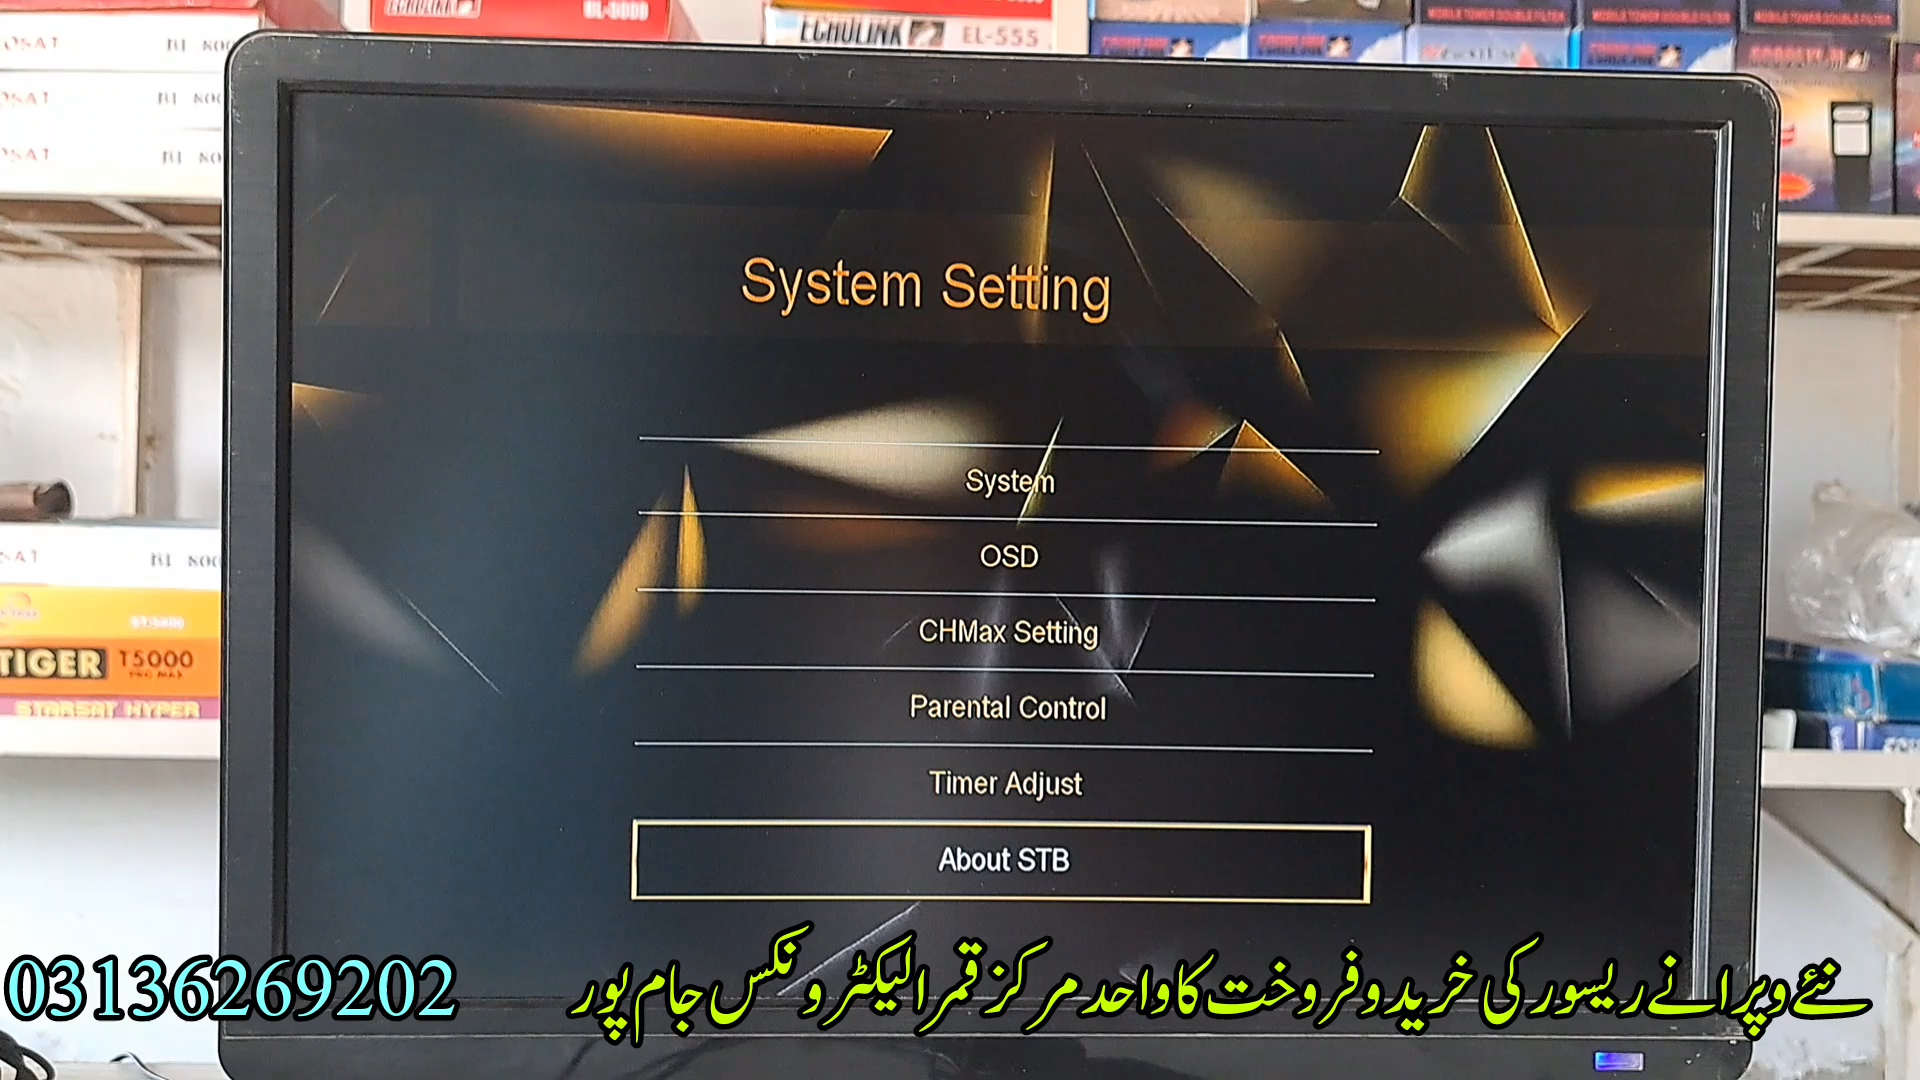 ECHOLINK EL-555
TIGER T5000
STARSAT HYPER
System Setting
System
OSD
CHMax Setting
Parental Control
Timer Adjust
About STB
نئے و پرانے ریسور کی خرید و فروخت کا واحد مرکز قمر الیکٹرونکس جام پور
03136269202